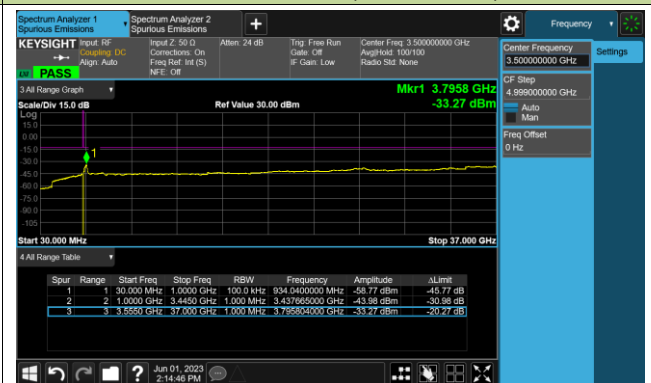 Spectrum Analyzer 1
Spurious Emissions
Spectrum Analyzer 2
Spurious Emissions
+
Frequency
KEYSIGHT
Input: RF
Coupling: DC
Align: Auto
Input Z: 50 Ω
Corrections: On
Freq Ref: Int (S)
NFE: Off
Atten: 24 dB
Trig: Free Run
Gate: Off
IF Gain: Low
Center Freq: 3.500000000 GHz
Avg|Hold: 100/100
Radio Std: None
PASS
Center Frequency
3.500000000 GHz
Settings
CF Step
4.999000000 GHz
Auto
Man
Freq Offset
0 Hz
3 All Range Graph
Mkr1 3.7958 GHz
Scale/Div 15.0 dB
Ref Value 30.00 dBm
-33.27 dBm
Log
15.0
0.00
-15.0
-30.0
-45.0
-60.0
-75.0
-90.0
-105
1
Start 30.000 MHz
Stop 37.000 GHz
4 All Range Table
Spur Range Start Freq Stop Freq RBW Frequency Amplitude ΔLimit
1 1 30.000 MHz 1.0000 GHz 100.0 kHz 934.0400000 MHz -58.77 dBm -45.77 dB
2 2 1.0000 GHz 3.4450 GHz 1.000 MHz 3.437665000 GHz -43.98 dBm -30.98 dB
3 3 3.5550 GHz 37.000 GHz 1.000 MHz 3.795804000 GHz -33.27 dBm -20.27 dB
?
Jun 01, 2023
2:14:46 PM